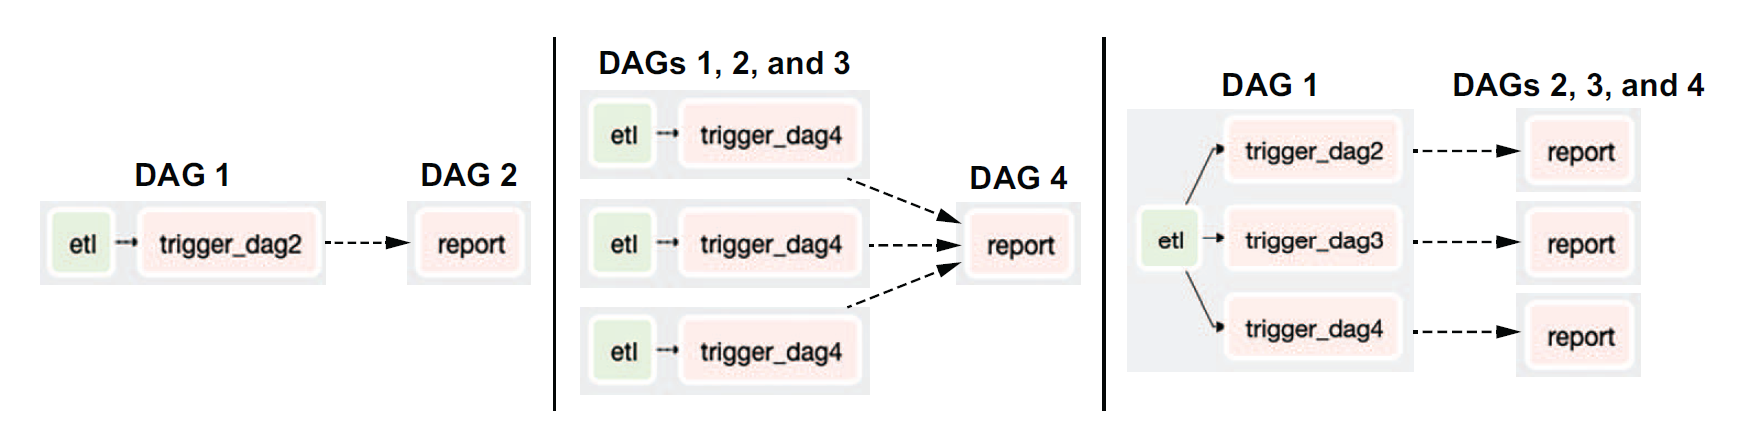 DAG 1
DAG 2
etl
trigger_dag2
report
DAGs 1, 2, and 3
etl
trigger_dag4
etl
trigger_dag4
etl
trigger_dag4
DAG 4
report
DAG 1
DAGs 2, 3, and 4
etl
trigger_dag2
report
trigger_dag3
report
trigger_dag4
report